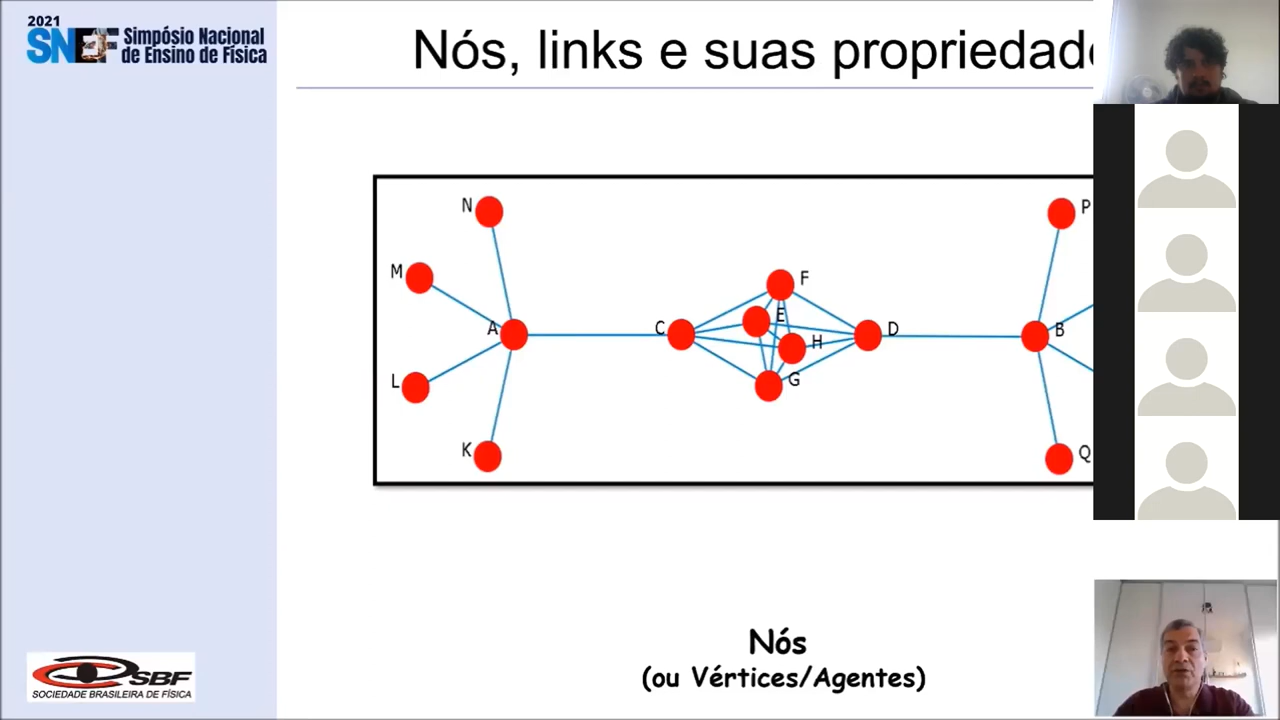 2021
SNEF Simpósio Nacional
de Ensino de Física
Nós, links e suas propriedad
N
P
M
F
E
A
C
D
B
H
L
G
K
Q
Nós
(ou Vértices/Agentes)
SBF
SOCIEDADE BRASILEIRA DE FÍSICA